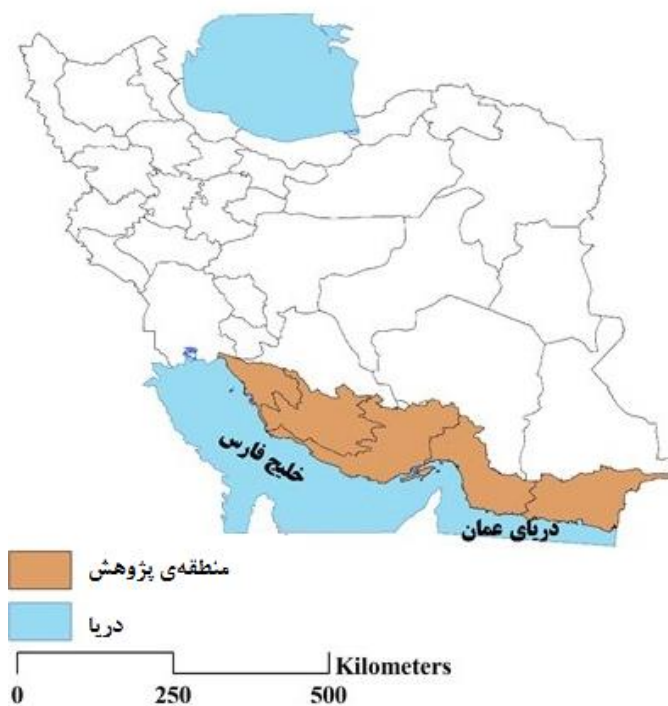 خلیج فارس
دریای عمان
منطقه‌ی پژوهش
دریا
Kilometers
0 250 500